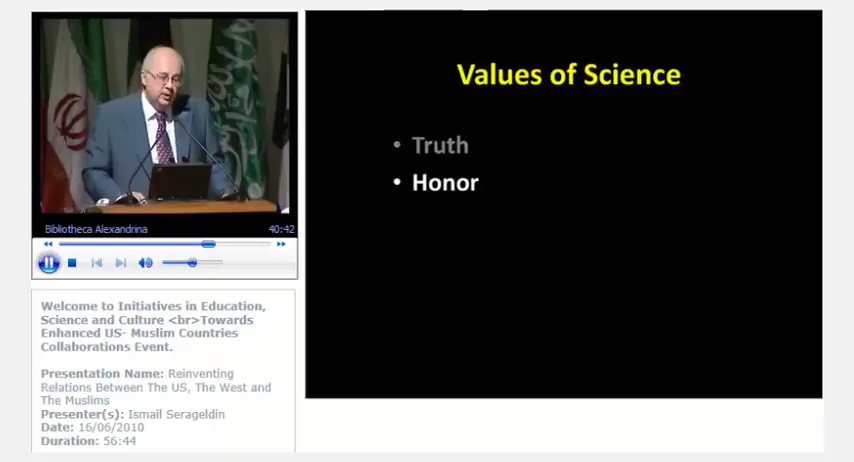 Values of Science
• Truth
• Honor
Bibliotheca Alexandrina 40:42
Welcome to Initiatives in Education,
Science and Culture <br>Towards
Enhanced US- Muslim Countries
Collaborations Event.
Presentation Name: Reinventing
Relations Between The US, The West and
The Muslims
Presenter(s): Ismail Serageldin
Date: 16/06/2010
Duration: 56:44